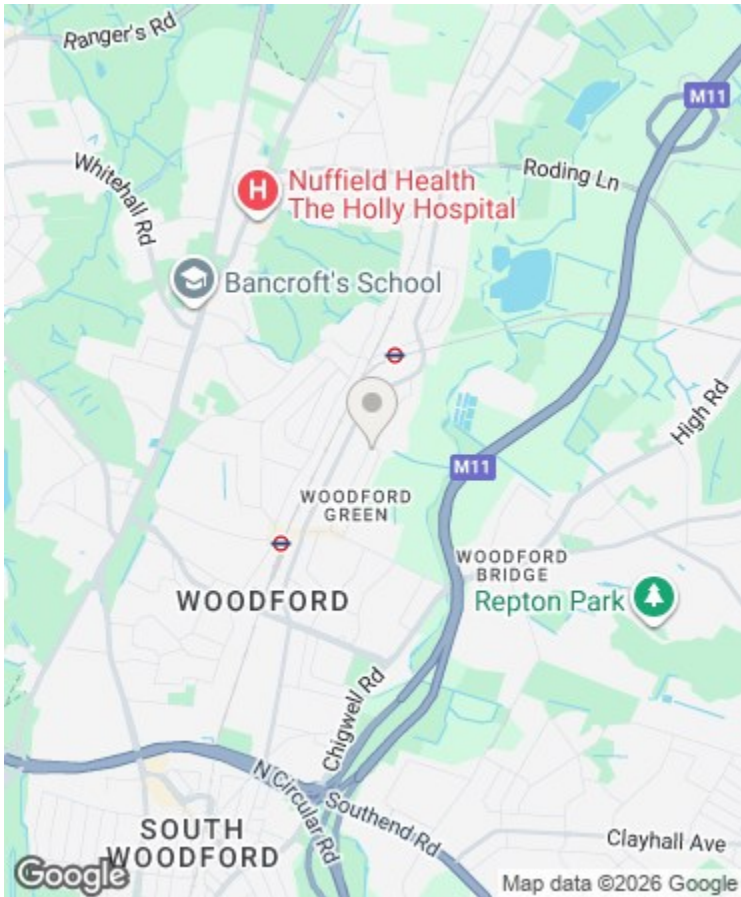 Ranger's Rd
M11
Whitehall Rd
Roding Ln
H
Nuffield Health
The Holly Hospital
Bancroft's School
High Rd
M11
WOODFORD
GREEN
WOODFORD
BRIDGE
WOODFORD
Repton Park
Chigwell Rd
N Circular Rd
Southend Rd
SOUTH
WOODFORD
Clayhall Ave
Google
Map data ©2026 Google